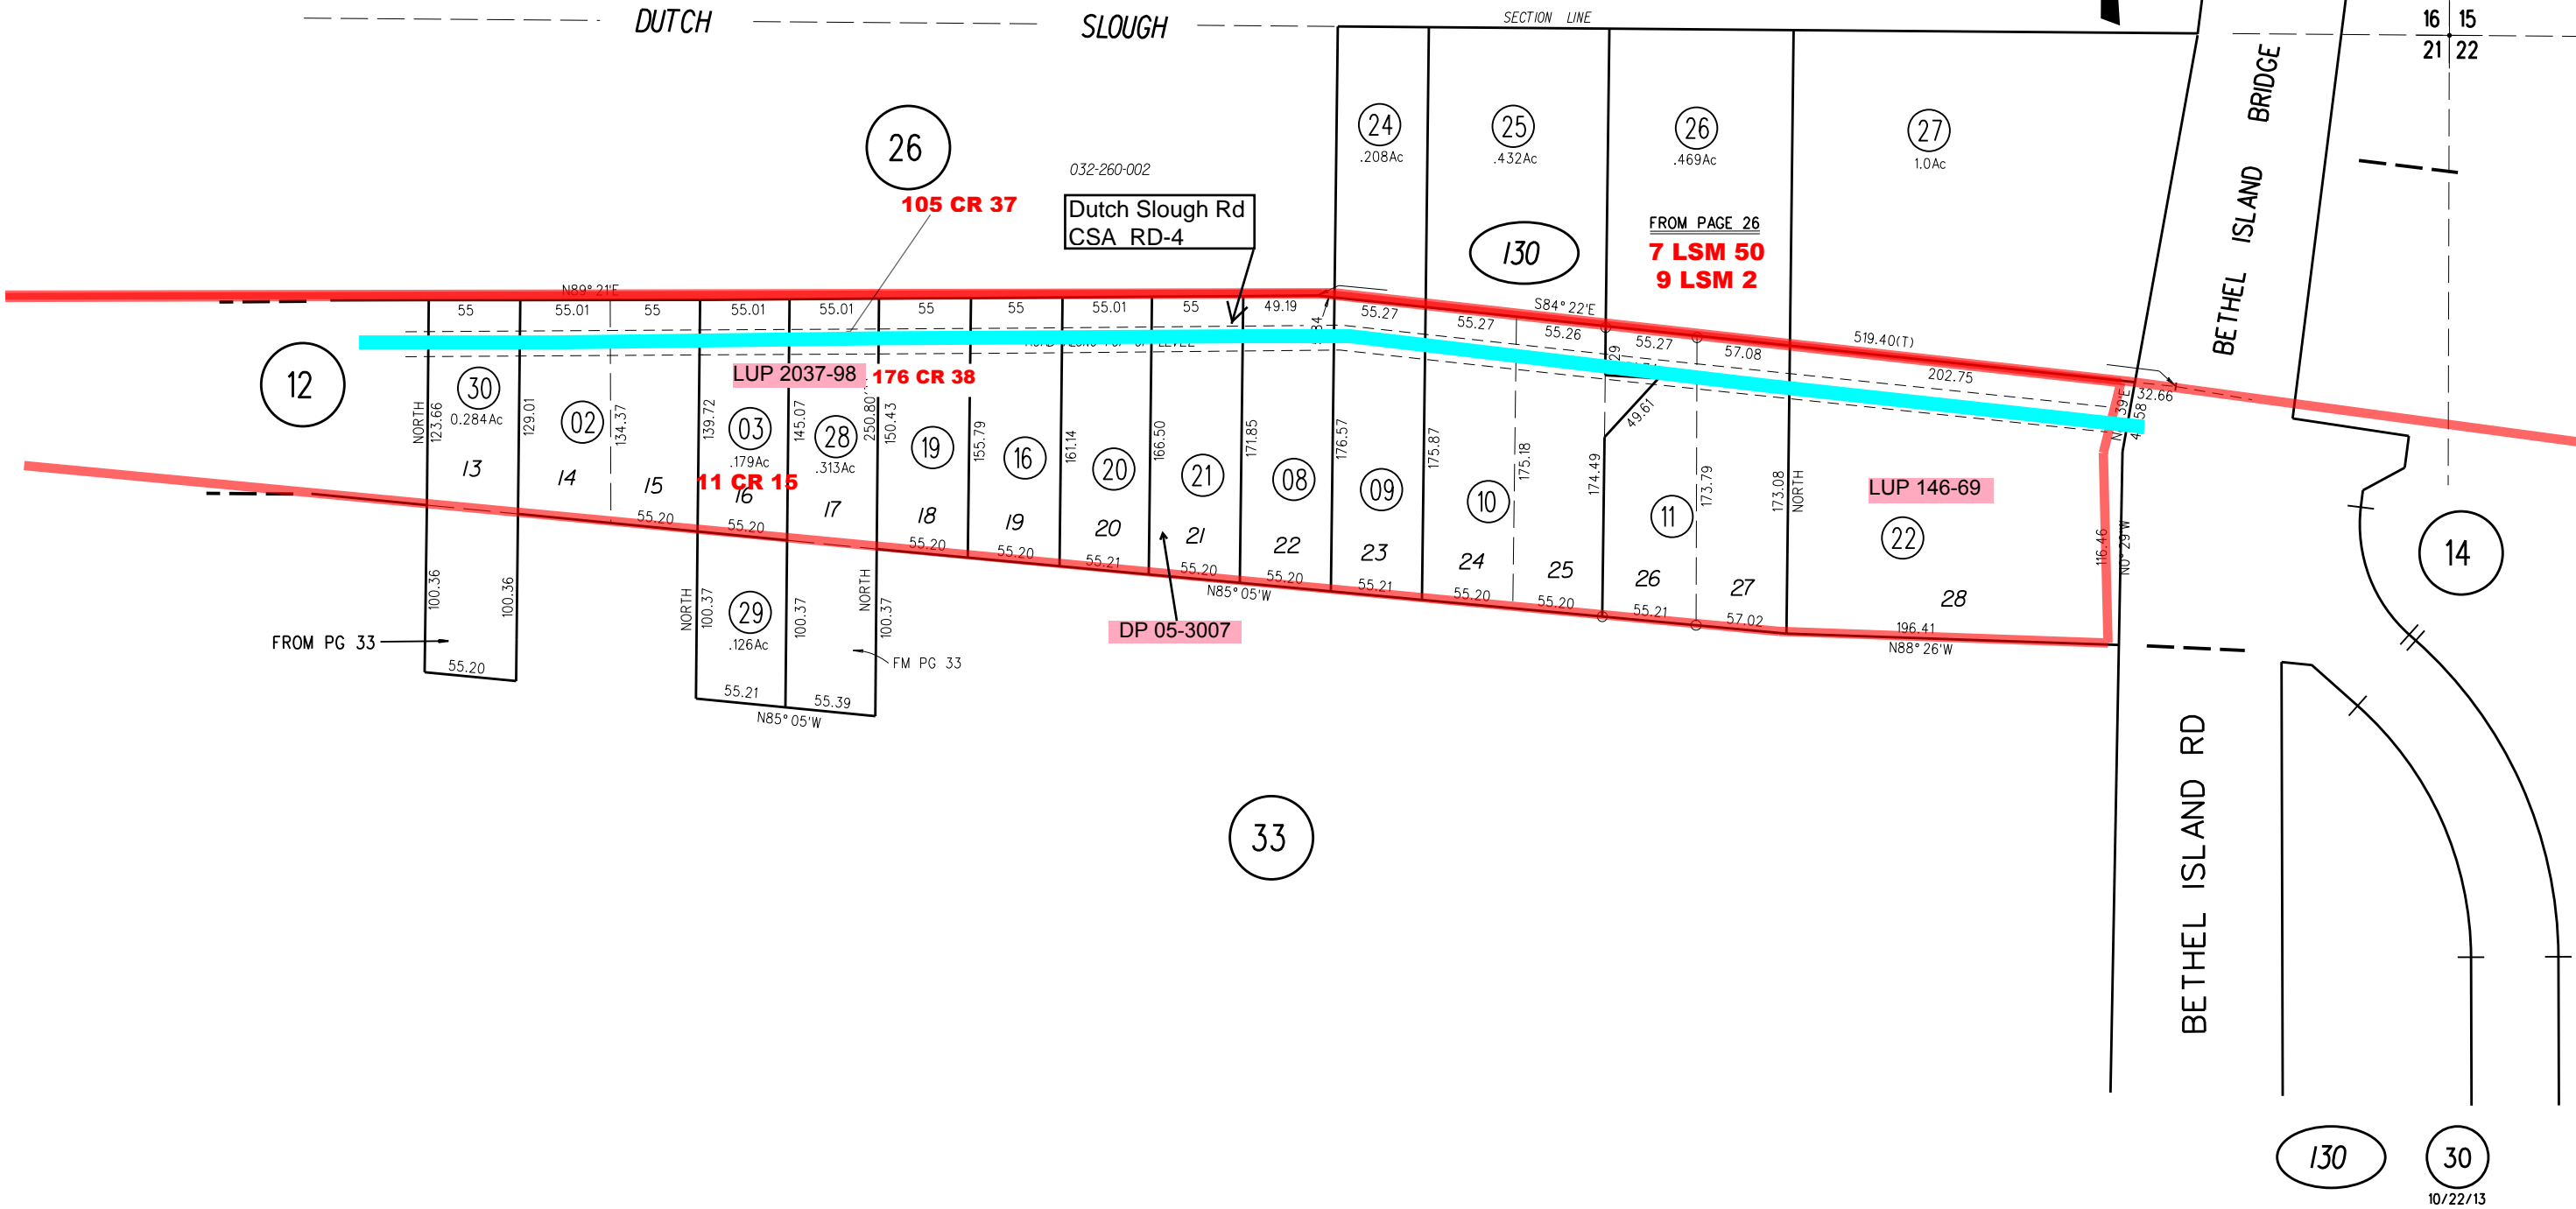 DUTCH SLOUGH
SECTION LINE
16 15
21 22
BETHEL ISLAND BRIDGE
26
105 CR 37
032-260-002
Dutch Slough Rd
CSA RD-4
24
.208Ac
25
.432Ac
26
.469Ac
27
1.0Ac
130
FROM PAGE 26
7 LSM 50
9 LSM 2
N89°21'E
55 55.01 55 55.01 55.01 55 55 55.01 55 49.19
55.27 55.27 55.26 55.27 57.08
S84°22'E
519.40(T)
202.75
32.66
12
LUP 2037-98
176 CR 38
NORTH
123.66
30
0.284Ac
13
129.01
02
14
134.37
15
139.72
03
.179Ac
11 CR 15
16
145.07
28
.313Ac
17
150.43
19
18
155.79
16
19
161.14
20
20
166.50
21
21
171.85
08
22
176.57
09
23
175.87
10
24
175.18
25
174.49
49.61
11
26
173.79
27
173.08
NORTH
LUP 146-69
22
28
116.46
N0°29'W
14
55.20 55.20 55.20 55.20 55.21 55.20 55.20 55.21 55.20 55.20 55.21 57.02 196.41
N85°05'W
N88°26'W
DP 05-3007
100.36
100.36
FROM PG 33
55.20
NORTH
100.37
29
.126Ac
100.37
NORTH
100.37
FM PG 33
55.21
55.39
N85°05'W
33
BETHEL ISLAND RD
130
30
10/22/13